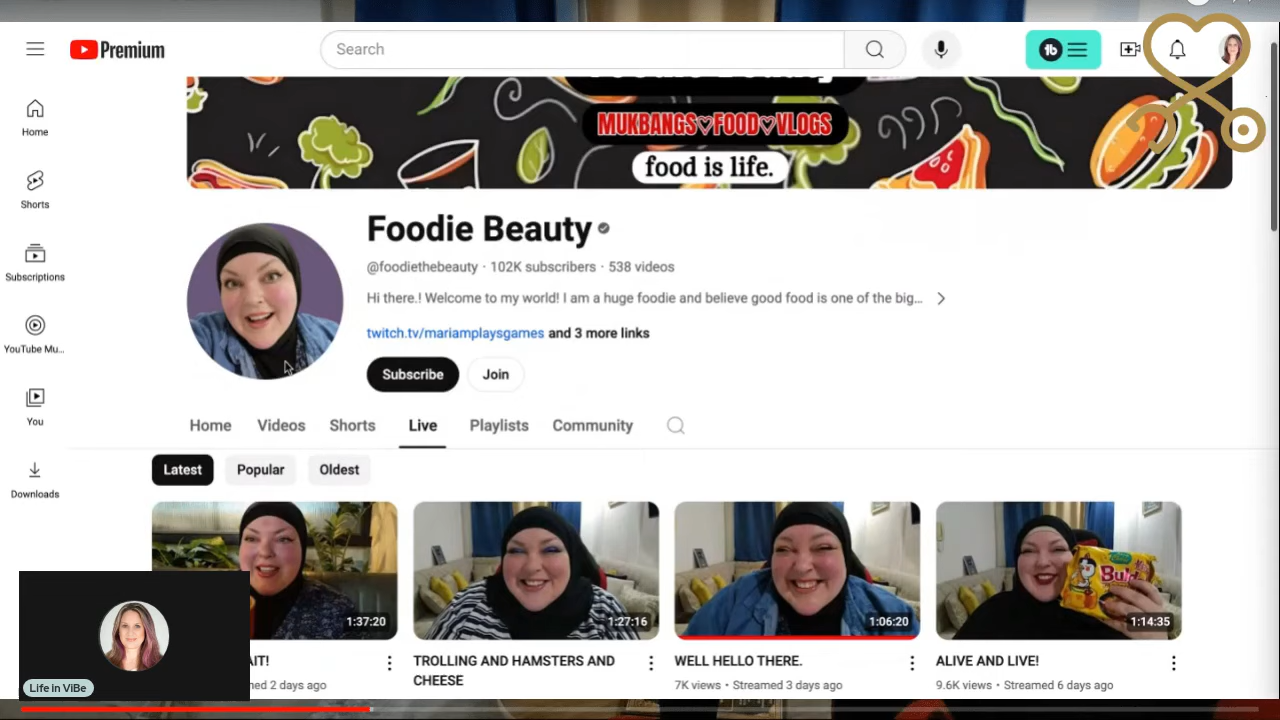 Premium
Search
Home
Shorts
Subscriptions
YouTube Mu...
You
Downloads
MUKBANGS♡FOOD♡VLOGS
food is life.
Foodie Beauty
@foodiethebeauty · 102K subscribers · 538 videos
Hi there.! Welcome to my world! I am a huge foodie and believe good food is one of the big...
twitch.tv/mariamplaysgames and 3 more links
Subscribe Join
Home Videos Shorts Live Playlists Community
Latest Popular Oldest
1:37:20 1:27:16 1:06:20 1:14:35
TROLLING AND HAMSTERS AND CHEESE
WELL HELLO THERE.
ALIVE AND LIVE!
2 days ago
7K views • Streamed 3 days ago
9.6K views • Streamed 6 days ago
Life in ViBe